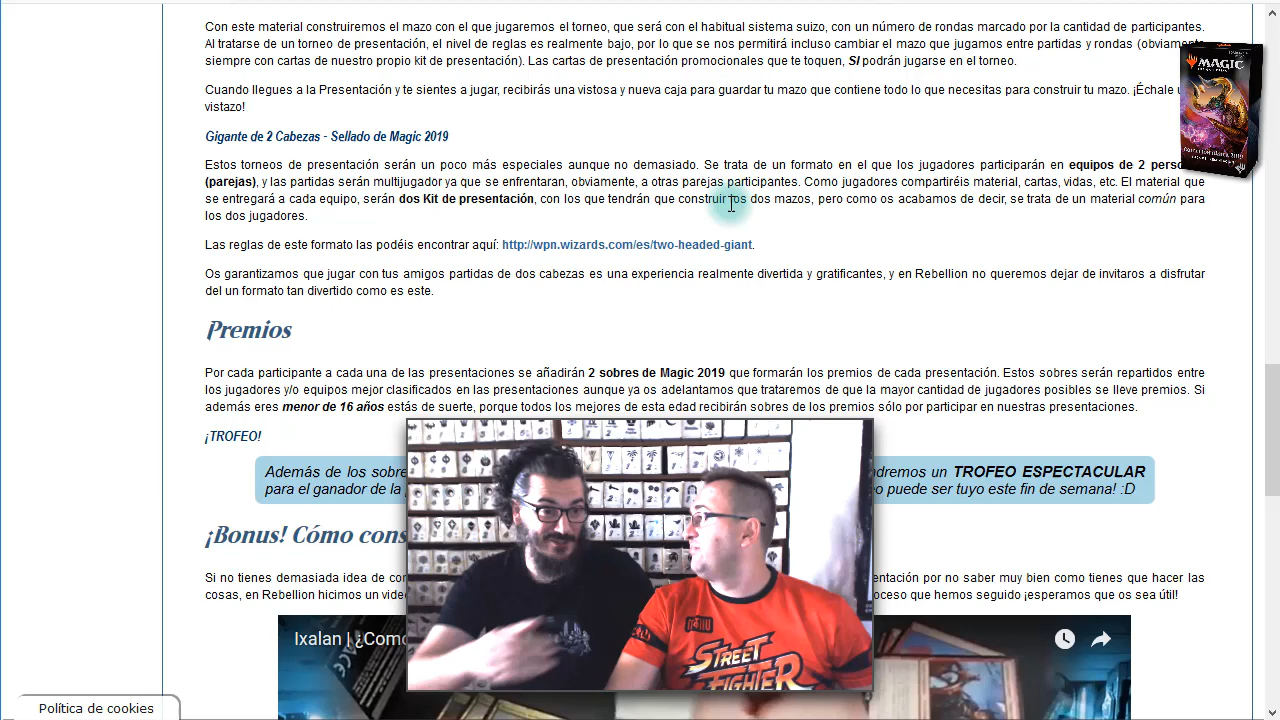 Con este material construiremos el mazo con el que jugaremos el torneo, que será con el habitual sistema suizo, con un número de rondas marcado por la cantidad de participantes.
Al tratarse de un torneo de presentación, el nivel de reglas es realmente bajo, por lo que se nos permitirá incluso cambiar el mazo que jugamos entre partidas y rondas (obviamente
siempre con cartas de nuestro propio kit de presentación). Las cartas de presentación promocionales que te toquen, SI podrán jugarse en el torneo.
MAGIC
Cuando llegues a la Presentación y te sientes a jugar, recibirás una vistosa y nueva caja para guardar tu mazo que contiene todo lo que necesitas para construir tu mazo. ¡Échale
vistazo!
Gigante de 2 Cabezas - Sellado de Magic 2019
Estos torneos de presentación serán un poco más especiales aunque no demasiado. Se trata de un formato en el que los jugadores participarán en equipos de 2
(parejas), y las partidas serán multijugador ya que se enfrentaran, obviamente, a otras parejas participantes. Como jugadores compartiréis material, cartas, vidas, etc. El material que
se entregará a cada equipo, serán dos Kit de presentación, con los que tendrán que construir los dos mazos, pero como os acabamos de decir, se trata de un material común para
los dos jugadores.
Las reglas de este formato las podéis encontrar aquí: http://wpn.wizards.com/es/two-headed-giant.
Os garantizamos que jugar con tus amigos partidas de dos cabezas es una experiencia realmente divertida y gratificantes, y en Rebellion no queremos dejar de invitaros a disfrutar
del un formato tan divertido como es este.
Premios
Por cada participante a cada una de las presentaciones se añadirán 2 sobres de Magic 2019 que formarán los premios de cada presentación. Estos sobres serán repartidos entre
los jugadores y/o equipos mejor clasificados en las presentaciones aunque ya os adelantamos que trataremos de que la mayor cantidad de jugadores posibles se lleve premios. Si
además eres menor de 16 años estás de suerte, porque todos los mejores de esta edad recibirán sobres de los premios sólo por participar en nuestras presentaciones.
¡TROFEO!
Además de los sobre ndremos un TROFEO ESPECTACULAR
para el ganador de la o puede ser tuyo este fin de semana! :D
¡Bonus! Cómo cons
Si no tienes demasiada idea de co entación por no saber muy bien como tienes que hacer las
cosas, en Rebellion hicimos un vide oceso que hemos seguido ¡esperamos que os sea útil!
Ixalan | ¿Como
STREET
FIGHTER
Política de cookies